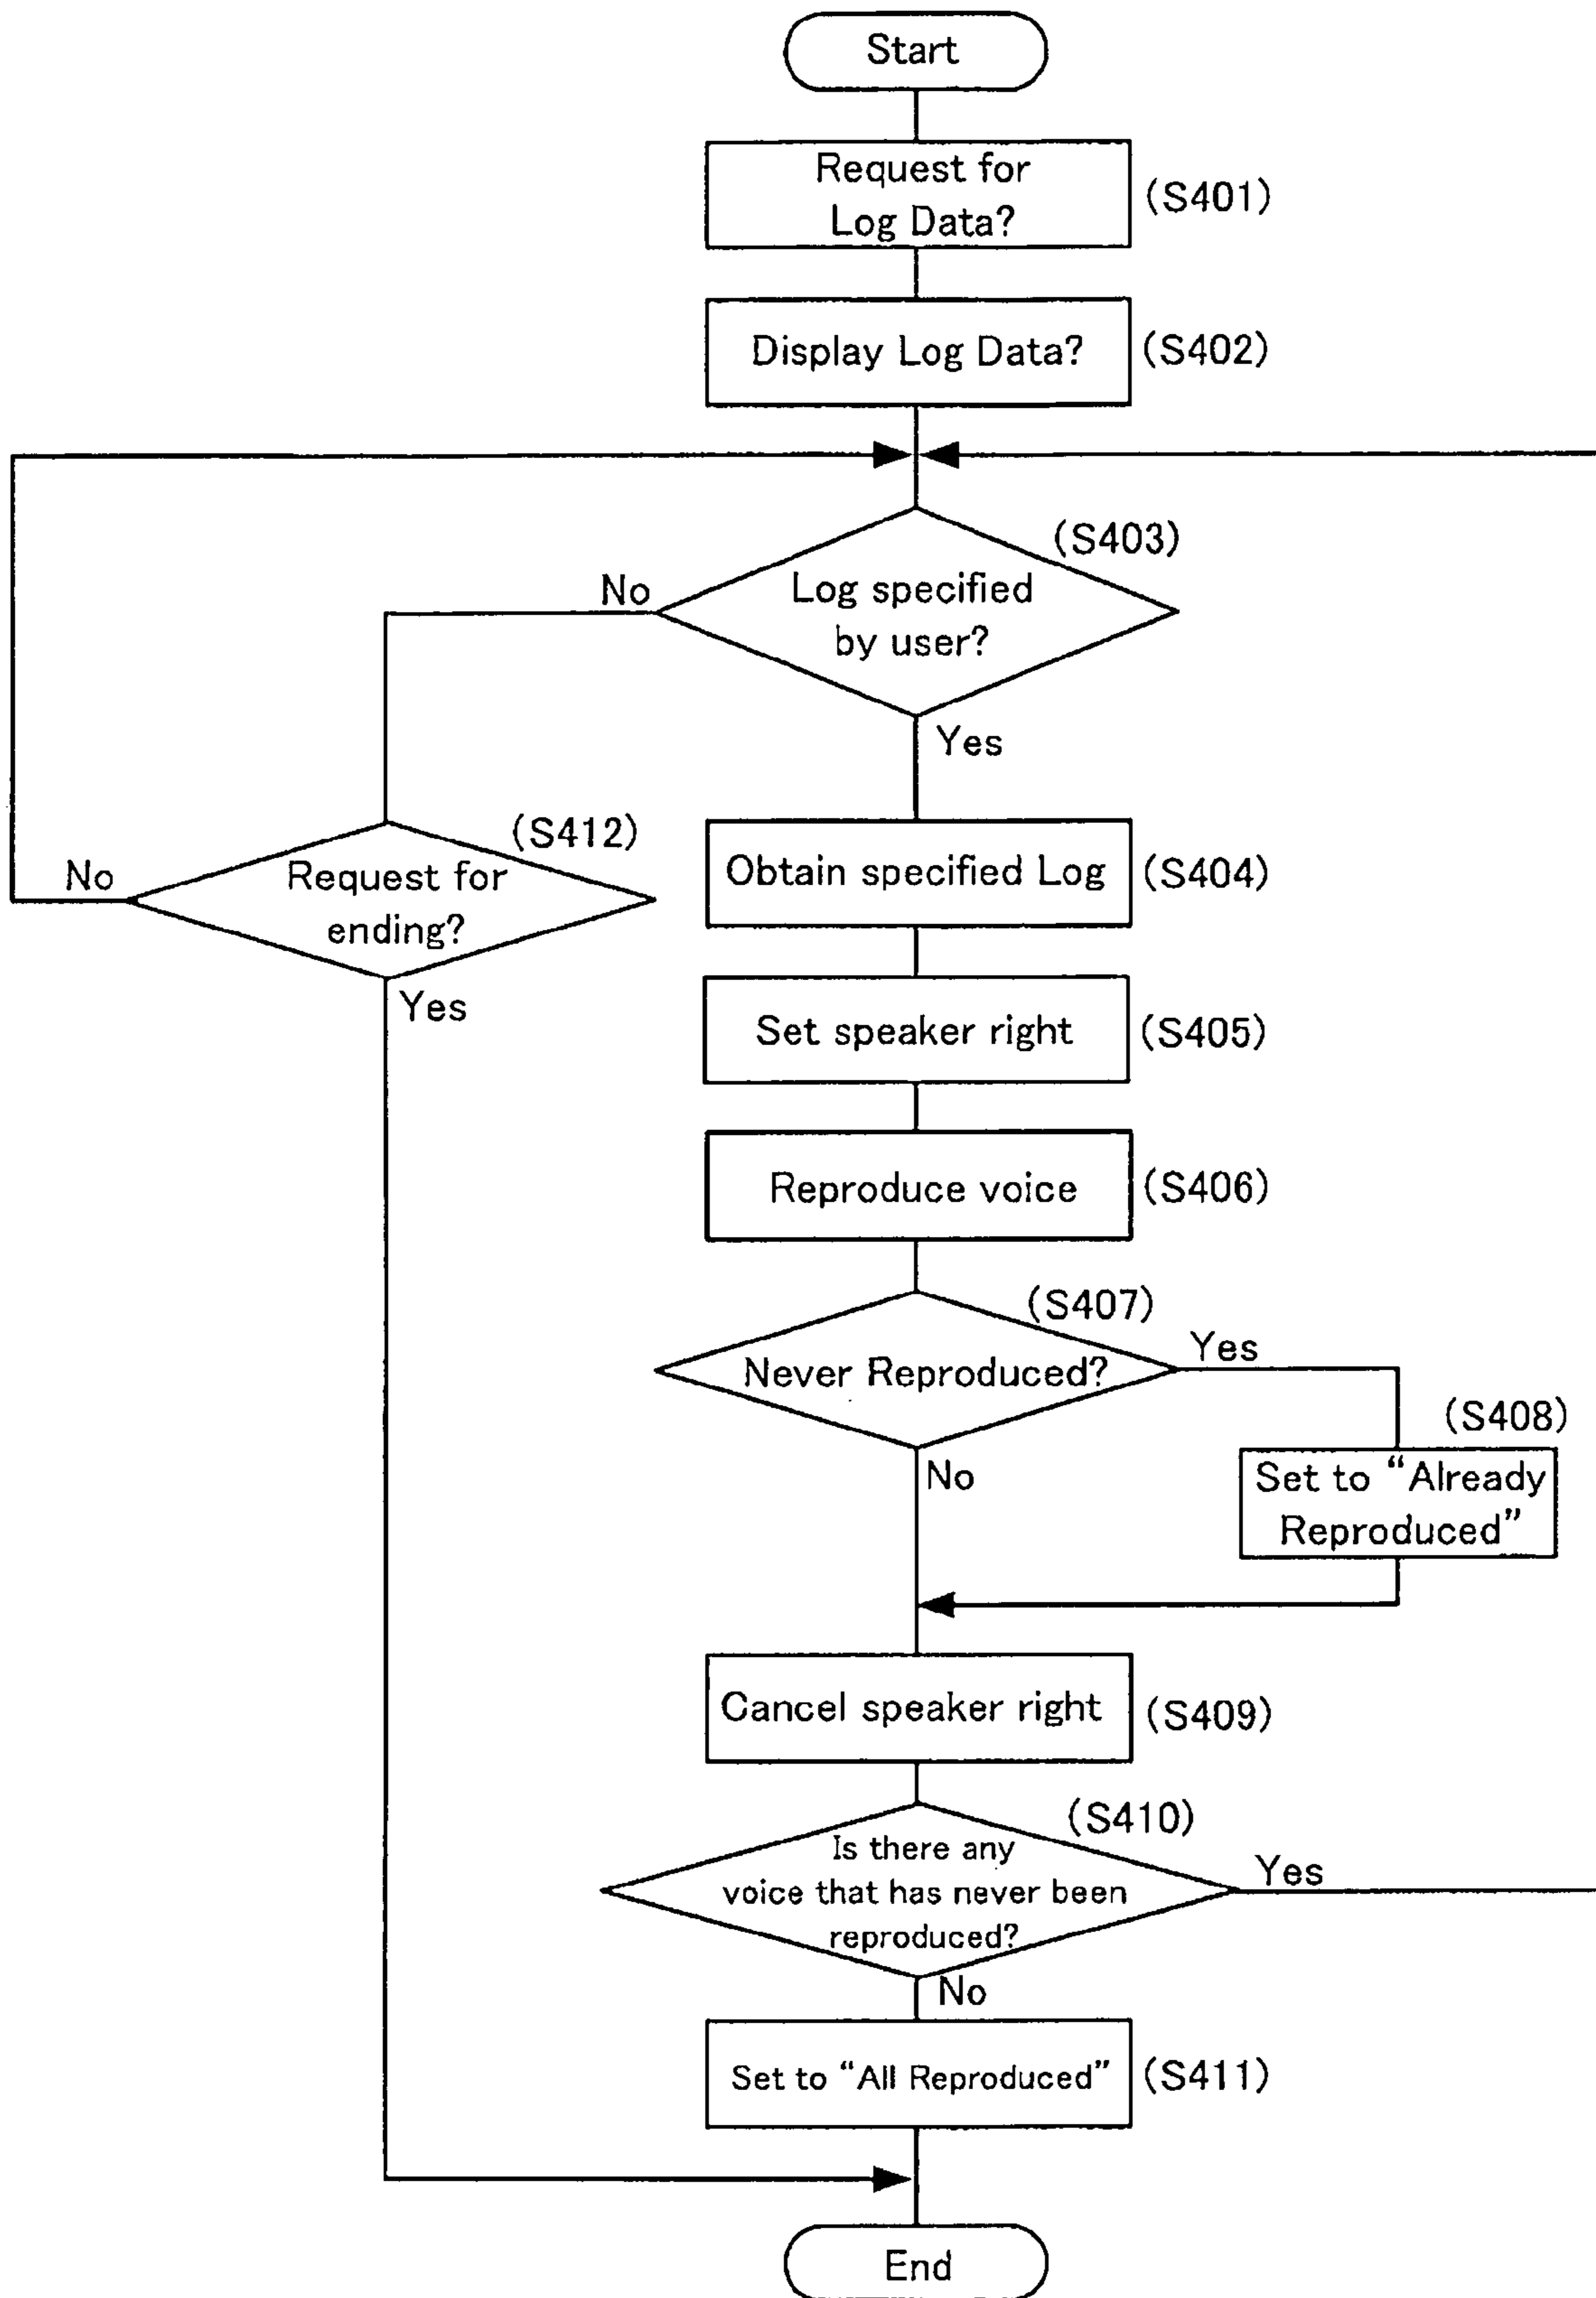 Start
Request for
Log Data?
(S401)
Display Log Data?
(S402)
(S403)
No
Log specified
by user?
Yes
(S412)
No
Request for
ending?
Yes
Obtain specified Log
(S404)
Set speaker right
(S405)
Reproduce voice
(S406)
(S407)
Yes
Never Reproduced?
No
(S408)
Set to “Already
Reproduced”
Cancel speaker right
(S409)
(S410)
Is there any
voice that has never been
reproduced?
Yes
No
Set to “All Reproduced”
(S411)
End